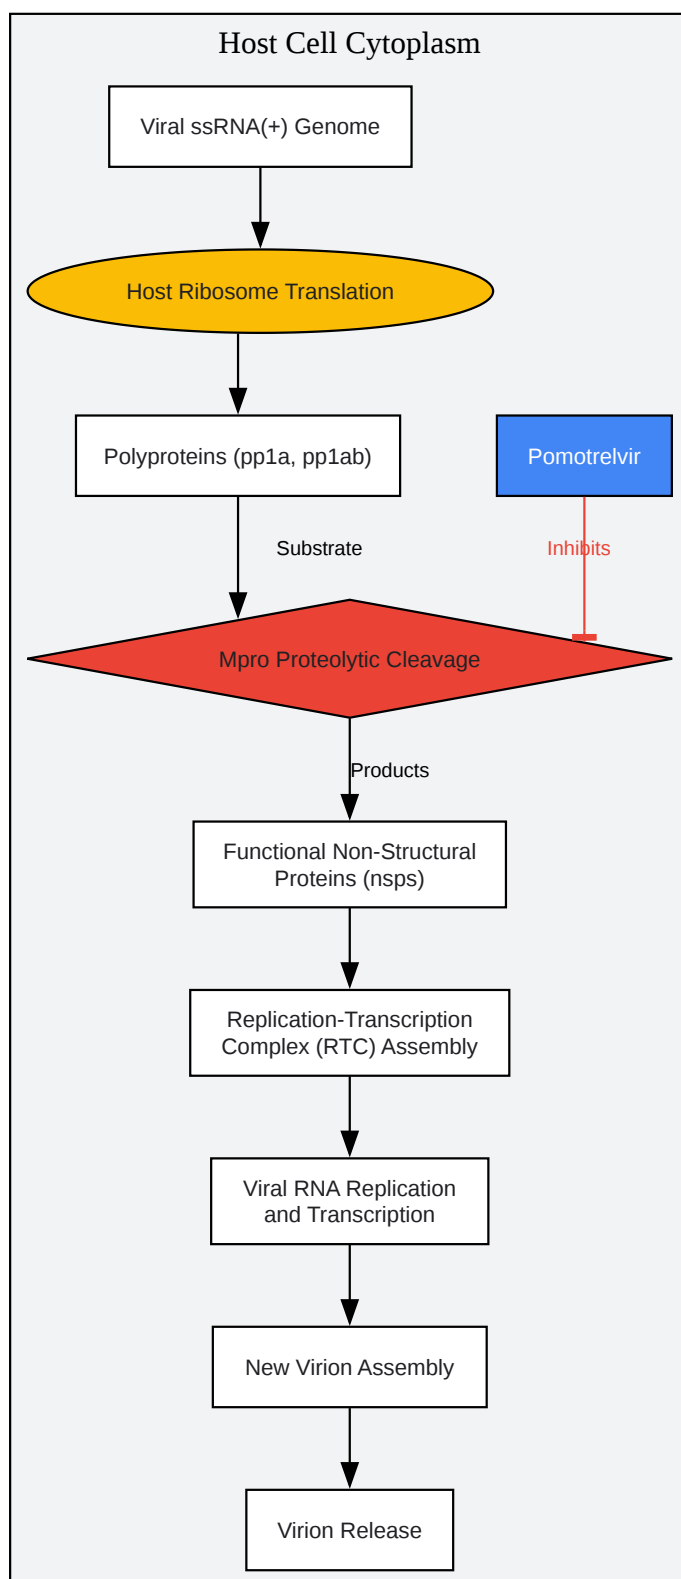 Host Cell Cytoplasm
Viral ssRNA(+) Genome
Host Ribosome Translation
Polyproteins (pp1a, pp1ab)
Pomotrelvir
Substrate
Inhibits
Mpro Proteolytic Cleavage
Products
Functional Non-Structural
Proteins (nsps)
Replication-Transcription
Complex (RTC) Assembly
Viral RNA Replication
and Transcription
New Virion Assembly
Virion Release